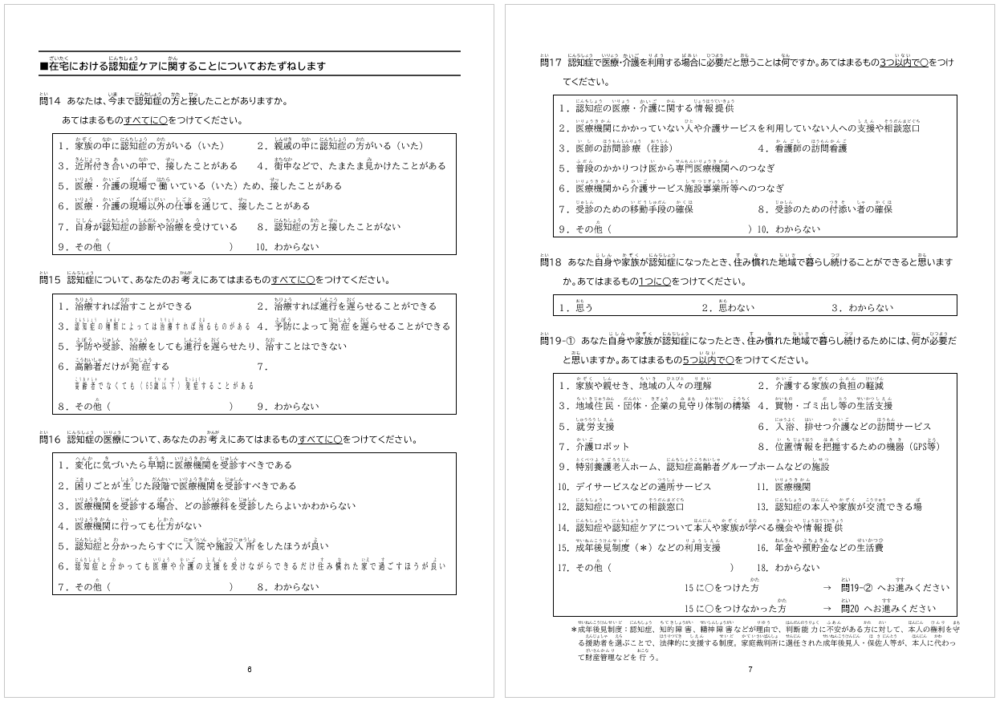 ■在宅における認知症ケアに関することについておたずねします
問14 あなたは、今まで認知症の方と接したことがありますか。
あてはまるものすべてに○をつけてください。
1．家族の中に認知症の方がいる（いた） 2．親戚の中に認知症の方がいる（いた）
3．近所付き合いの中で、接したことがある 4．街中などで、たまたま見かけたことがある
5．医療・介護の現場で働いている（いた）ため、接したことがある
6．医療・介護の現場以外の仕事を通じて、接したことがある
7．自身が認知症の診断や治療を受けている 8．認知症の方と接したことがない
9．その他（ ） 10．わからない
問15 認知症について、あなたのお考えにあてはまるものすべてに○をつけてください。
1．治療すれば治すことができる 2．治療すれば進行を遅らせることができる
3．認知症の種類によっては治療すれば治るものがある 4．予防によって発症を遅らせることができる
5．予防や受診、治療をしても進行を遅らせたり、治すことはできない
6．高齢者だけが発症する 7．
高齢者でなくても（65歳以下）発症することがある
8．その他（ ） 9．わからない
問16 認知症の医療について、あなたのお考えにあてはまるものすべてに○をつけてください。
1．変化に気づいたら早期に医療機関を受診すべきである
2．困りごとが生じた段階で医療機関を受診すべきである
3．医療機関を受診する場合、どの診療科を受診したらよいかわからない
4．医療機関に行っても仕方がない
5．認知症と分かったらすぐに入院や施設入所をしたほうが良い
6．認知症と分かっても医療や介護の支援を受けながらできるだけ住み慣れた家で過ごすほうが良い
7．その他（ ） 8．わからない
6
問17 認知症で医療・介護を利用する場合に必要だと思うことは何ですか。あてはまるもの3つ以内で○をつけ
てください。
1．認知症の医療・介護に関する情報提供
2．医療機関にかかっていない人や介護サービスを利用していない人への支援や相談窓口
3．医師の訪問診療（往診） 4．看護師の訪問看護
5．普段のかかりつけ医から専門医療機関へのつなぎ
6．医療機関から介護サービス施設事業所等へのつなぎ
7．受診のための移動手段の確保 8．受診のための付添い者の確保
9．その他（ ）10．わからない
問18 あなた自身や家族が認知症になったとき、住み慣れた地域で暮らし続けることができると思います
か。あてはまるもの1つに○をつけてください。
1．思う 2．思わない 3．わからない
問19-① あなた自身や家族が認知症になったとき、住み慣れた地域で暮らし続けるためには、何が必要だ
と思いますか。あてはまるもの5つ以内で○をつけてください。
1．家族や親せき、地域の人々の理解 2．介護する家族の負担の軽減
3．地域住民・団体・企業の見守り体制の構築 4．買物・ゴミ出し等の生活支援
5．就労支援 6．入浴、排せつ介護などの訪問サービス
7．介護ロボット 8．位置情報を把握するための機器（GPS等）
9．特別養護老人ホーム、認知症高齢者グループホームなどの施設
10．デイサービスなどの通所サービス 11．医療機関
12．認知症についての相談窓口 13．認知症の本人や家族が交流できる場
14．認知症や認知症ケアについて本人や家族が学べる機会や情報提供
15．成年後見制度（＊）などの利用支援 16．年金や預貯金などの生活費
17．その他（ ） 18．わからない
15に○をつけた方 → 問19-② へお進みください
15に○をつけなかった方 → 問20 へお進みください
＊成年後見制度：認知症、知的障害、精神障害などが理由で、判断能力に不安がある方に対して、本人の権利を守
る援助者を選ぶことで、法律的に支援する制度。家庭裁判所に選任された成年後見人・保佐人等が、本人に代わっ
て財産管理などを行う。
7